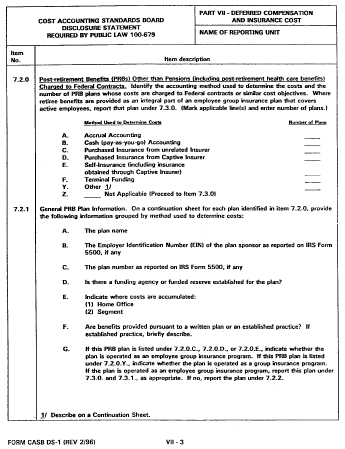 COST ACCOUNTING STANDARDS BOARD
DISCLOSURE STATEMENT
REQUIRED BY PUBLIC LAW 100-679
PART VII - DEFERRED COMPENSATION
AND INSURANCE COST
NAME OF REPORTING UNIT
Item
No.
Item description
7.2.0
Post-retirement Benefits (PRBs) Other than Pensions (including post-retirement health care benefits)
Charged to Federal Contracts. Identify the accounting method used to determine the costs and the
number of PRB plans whose costs are charged to Federal contracts or similar cost objectives. Where
retiree benefits are provided as an integral part of an employee group insurance plan that covers
active employees, report that plan under 7.3.0. (Mark applicable line(s) and enter number of plans.)
Method Used to Determine Costs
Number of Plans
A. Accrual Accounting
B. Cash (pay-as-you-go) Accounting
C. Purchased Insurance from unrelated Insurer
D. Purchased Insurance from Captive Insurer
E. Self-Insurance (including insurance
obtained through Captive Insurer)
F. Terminal Funding
Y. Other 1/
Z. Not Applicable (Proceed to Item 7.3.0)
7.2.1
General PRB Plan Information. On a continuation sheet for each plan identified in item 7.2.0, provide
the following information grouped by method used to determine costs:
A. The plan name
B. The Employer Identification Number (EIN) of the plan sponsor as reported on IRS Form
5500, if any
C. The plan number as reported on IRS Form 5500, if any
D. Is there a funding agency or funded reserve established for the plan?
E. Indicate where costs are accumulated:
(1) Home Office
(2) Segment
F. Are benefits provided pursuant to a written plan or an established practice? If
established practice, briefly describe.
G. If this PRB plan is listed under 7.2.0.C., 7.2.0.D., or 7.2.0.E., indicate whether the
plan is operated as an employee group insurance program. If this PRB plan is listed
under 7.2.0.Y., indicate whether the plan is operated as a group insurance program.
If the plan is operated as an employee group insurance program, report this plan under
7.3.0. and 7.3.1., as appropriate. If no, report the plan under 7.2.2.
1/ Describe on a Continuation Sheet.
FORM CASB DS-1 (REV 2/96)
VII - 3